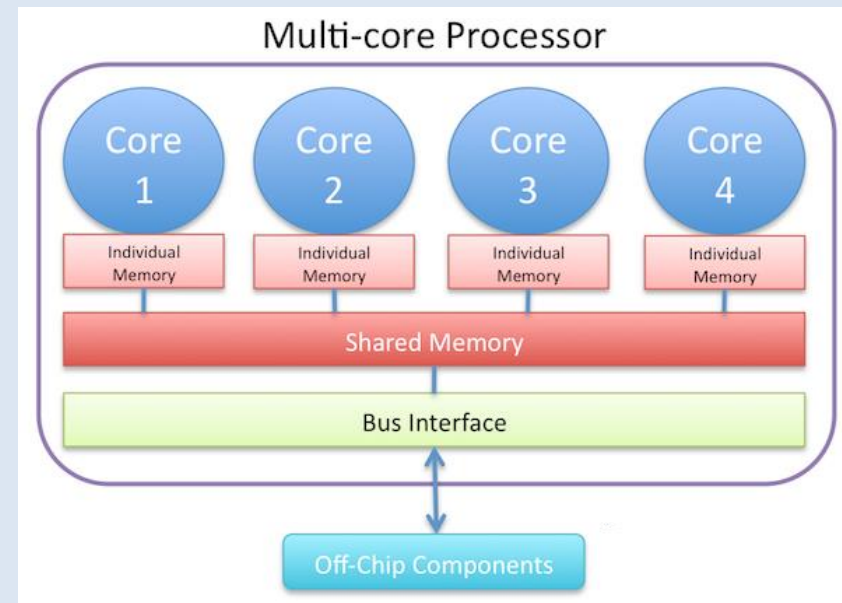 Multi-core Processor
Core
1
Core
2
Core
3
Core
4
Individual
Memory
Individual
Memory
Individual
Memory
Individual
Memory
Shared Memory
Bus Interface
Off-Chip Components